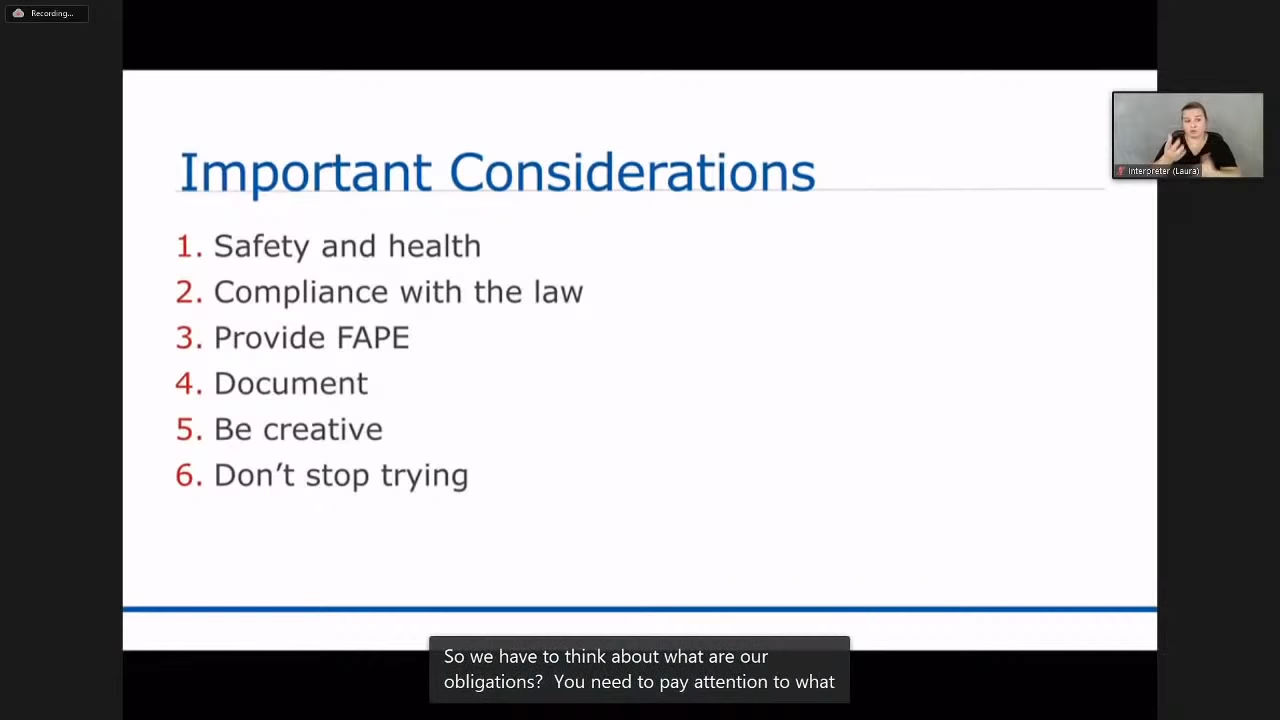 Recording...
Important Considerations
1. Safety and health
2. Compliance with the law
3. Provide FAPE
4. Document
5. Be creative
6. Don't stop trying
Interpreter (Laura)
So we have to think about what are our
obligations?  You need to pay attention to what